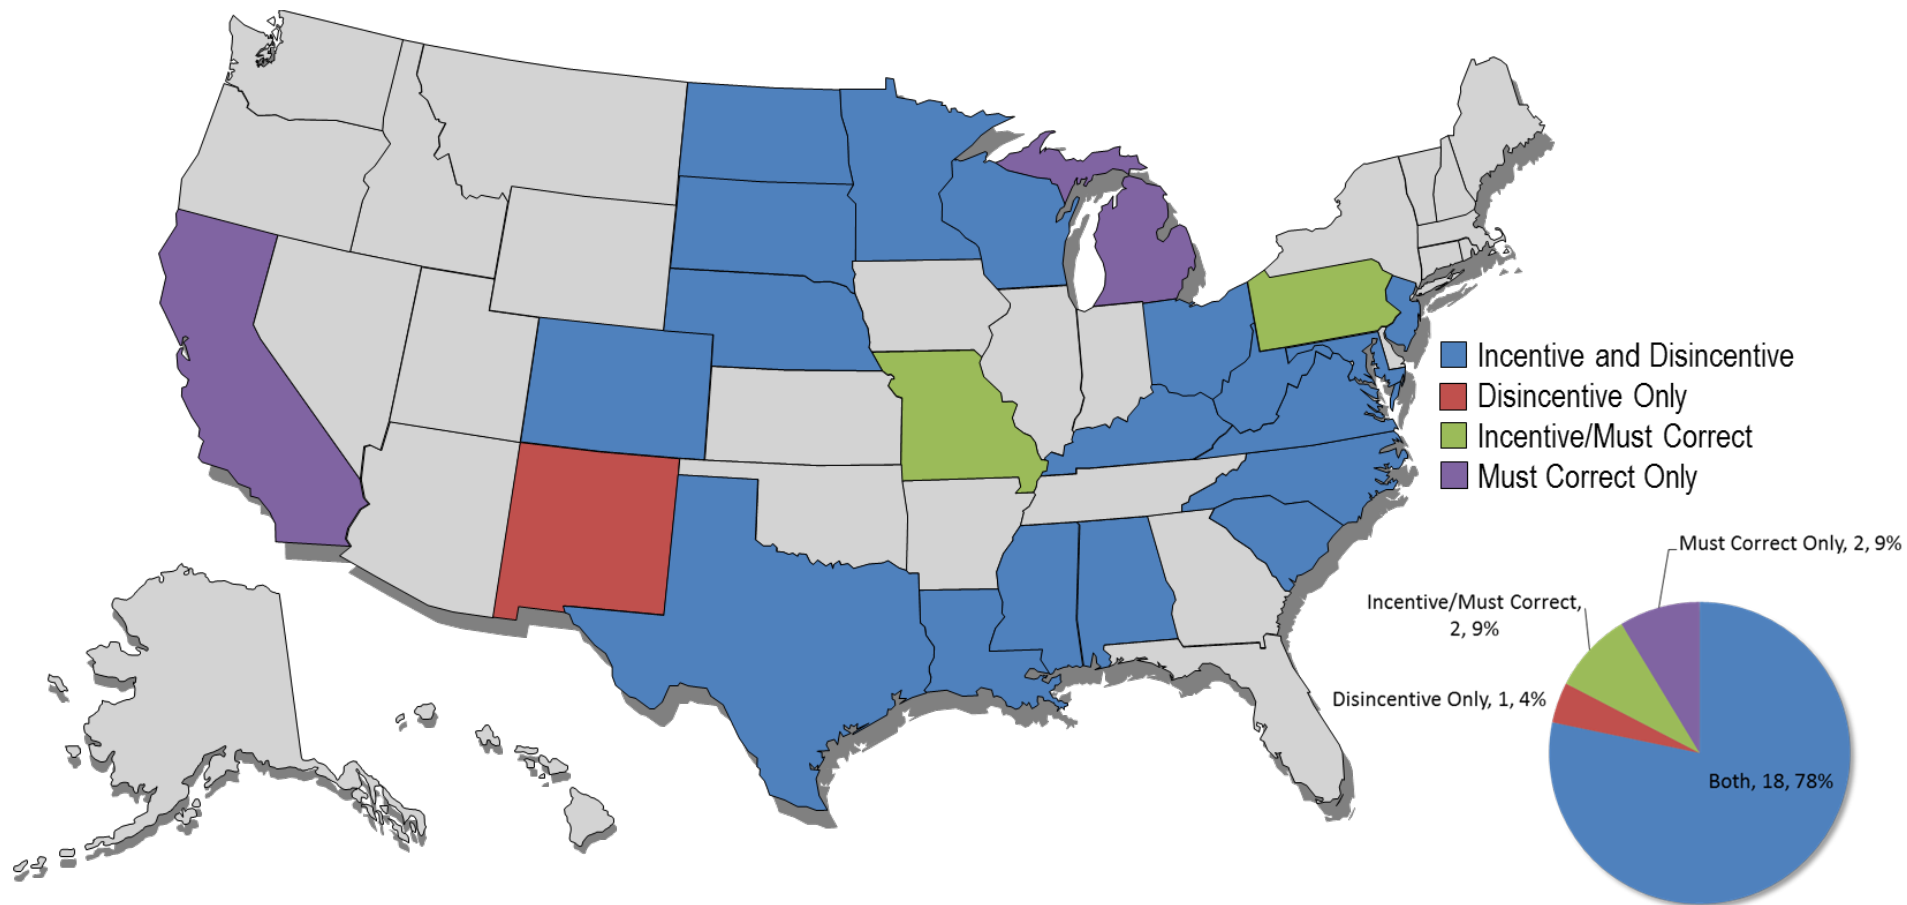 Incentive and Disincentive
Disincentive Only
Incentive/Must Correct
Must Correct Only
Must Correct Only, 2, 9%
Incentive/Must Correct,
2, 9%
Disincentive Only, 1, 4%
Both, 18, 78%